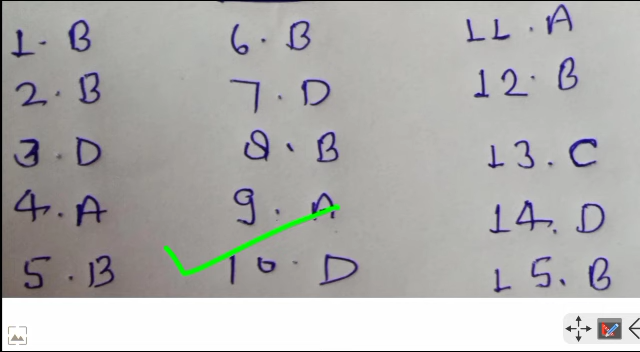 1. B
2. B
3. D
4. A
5. B
6. B
7. D
8. B
9. A
10. D
11. A
12. B
13. C
14. D
15. B